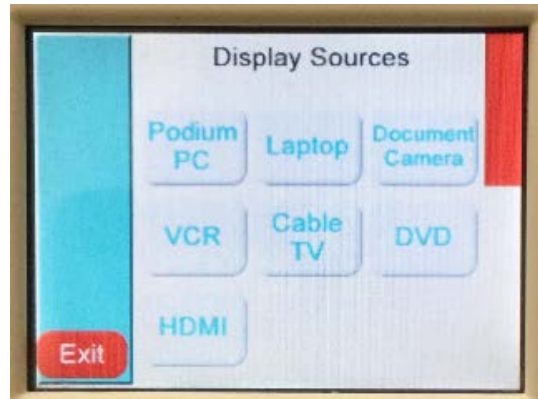 Display Sources
Podium
PC
Laptop
Document
Camera
VCR
Cable
TV
DVD
HDMI
Exit